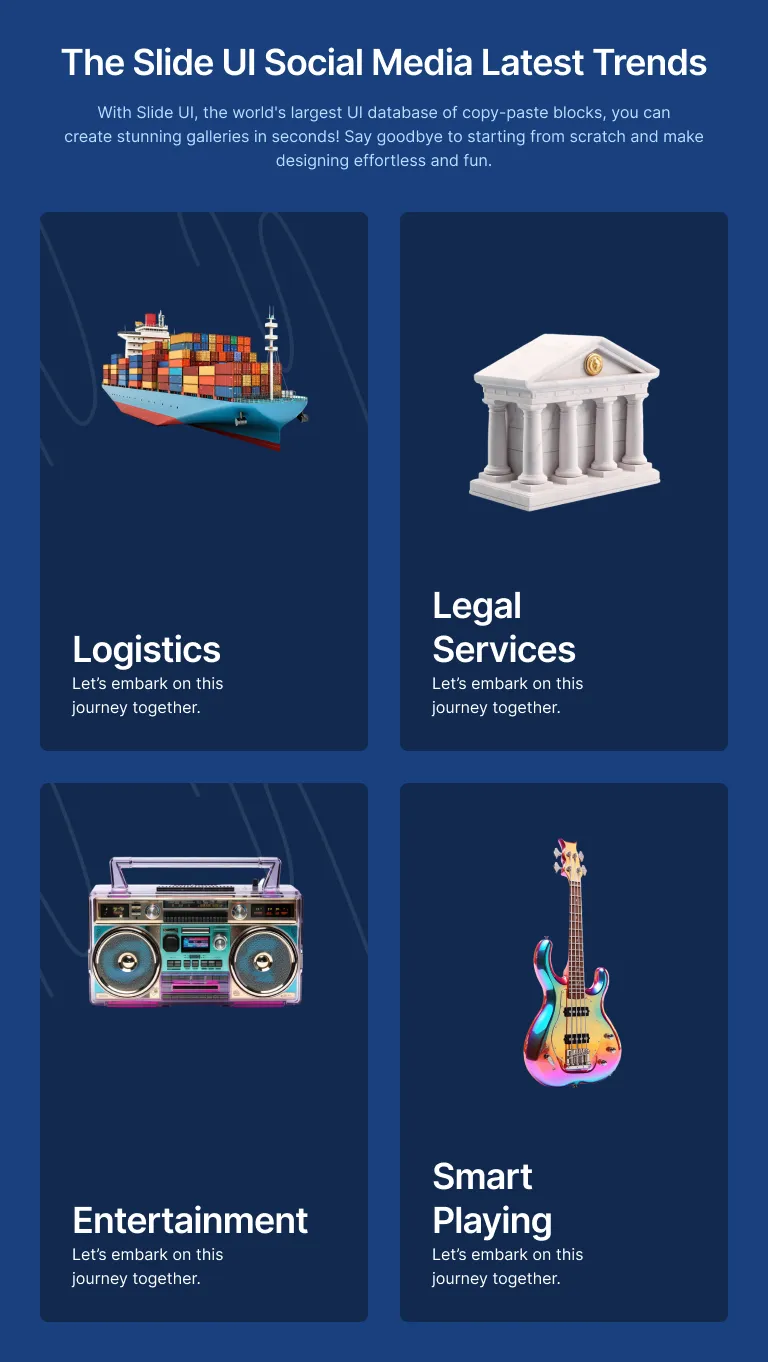 The Slide UI Social Media Latest Trends
With Slide UI, the world's largest UI database of copy-paste blocks, you can
create stunning galleries in seconds! Say goodbye to starting from scratch and make
designing effortless and fun.
Logistics
Let’s embark on this
journey together.
Legal
Services
Let’s embark on this
journey together.
Entertainment
Let’s embark on this
journey together.
Smart
Playing
Let’s embark on this
journey together.